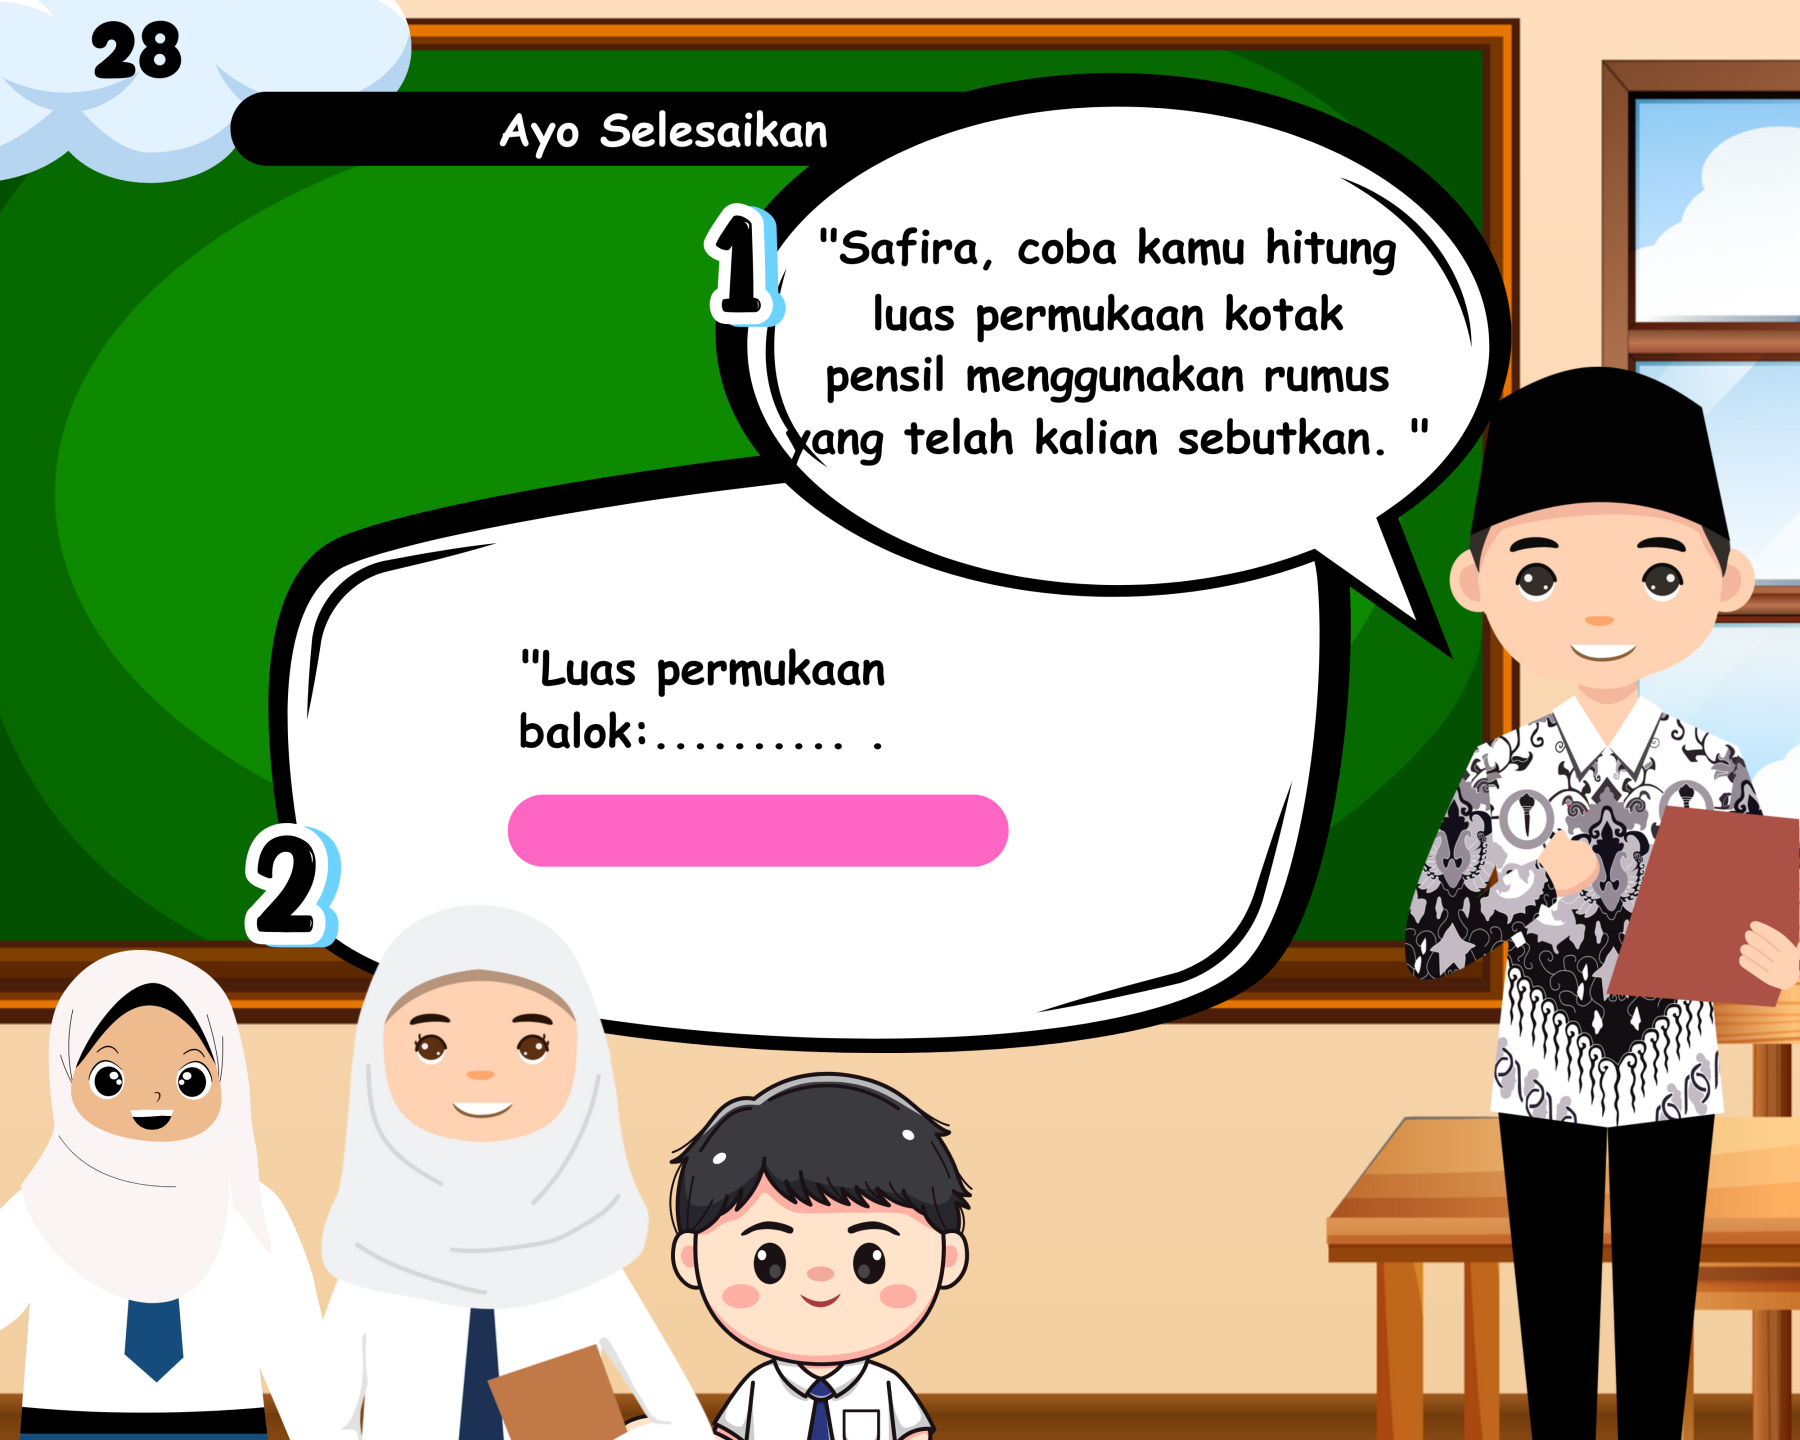 28
Ayo Selesaikan
1
"Safira, coba kamu hitung
luas permukaan kotak
pensil menggunakan rumus
yang telah kalian sebutkan. "
"Luas permukaan
balok:.......... .
2